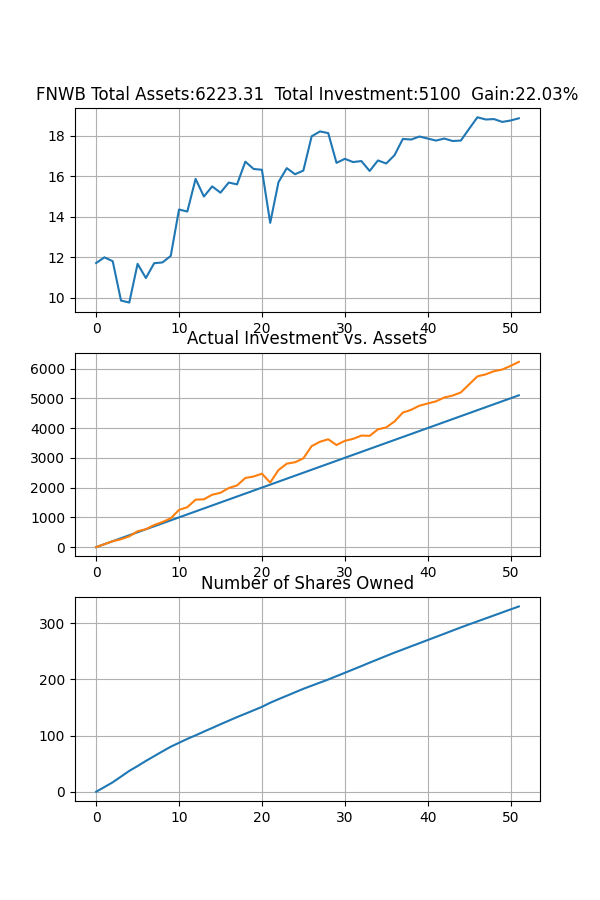 FNWB Total Assets:6223.31  Total Investment:5100  Gain:22.03%
18
16
14
12
10
0 10 20 30 40 50
Actual Investment vs. Assets
6000
5000
4000
3000
2000
1000
0
0 10 20 30 40 50
Number of Shares Owned
300
200
100
0
0 10 20 30 40 50